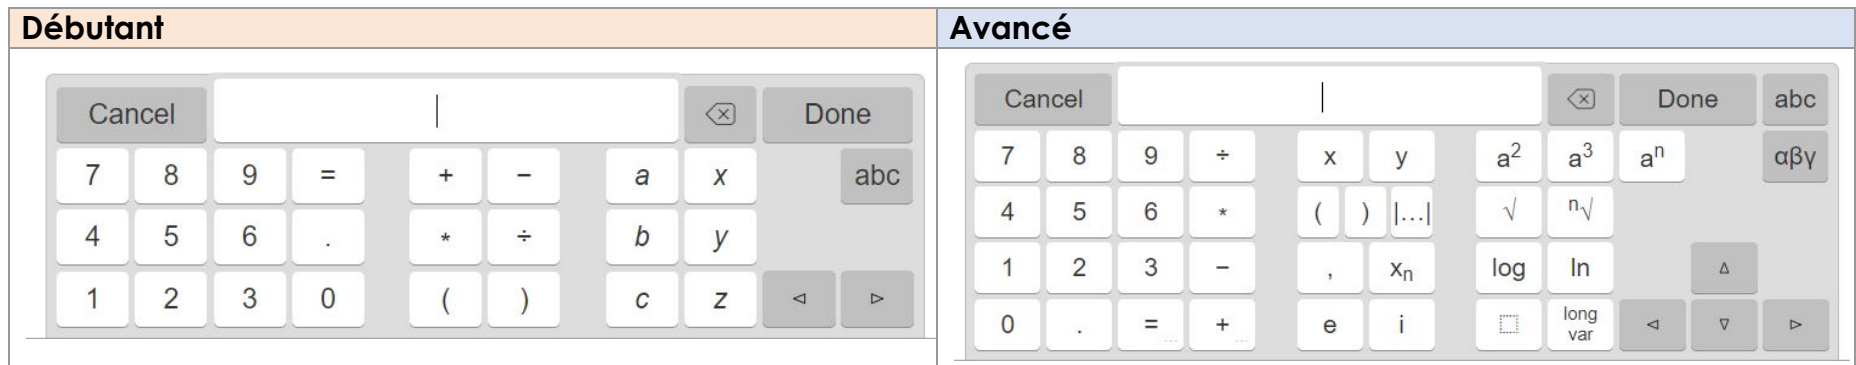 Débutant
Cancel Done
7 8 9 = + − a x abc
4 5 6 . * ÷ b y
1 2 3 0 ( ) c z ◃ ▹
Avancé
Cancel Done abc
7 8 9 ÷ x y a² a³ aⁿ αβγ
4 5 6 * ( ) |...| √ ⁿ√
1 2 3 − , xₙ log ln ▵
0 . = + e i long var ◃ ▿ ▹